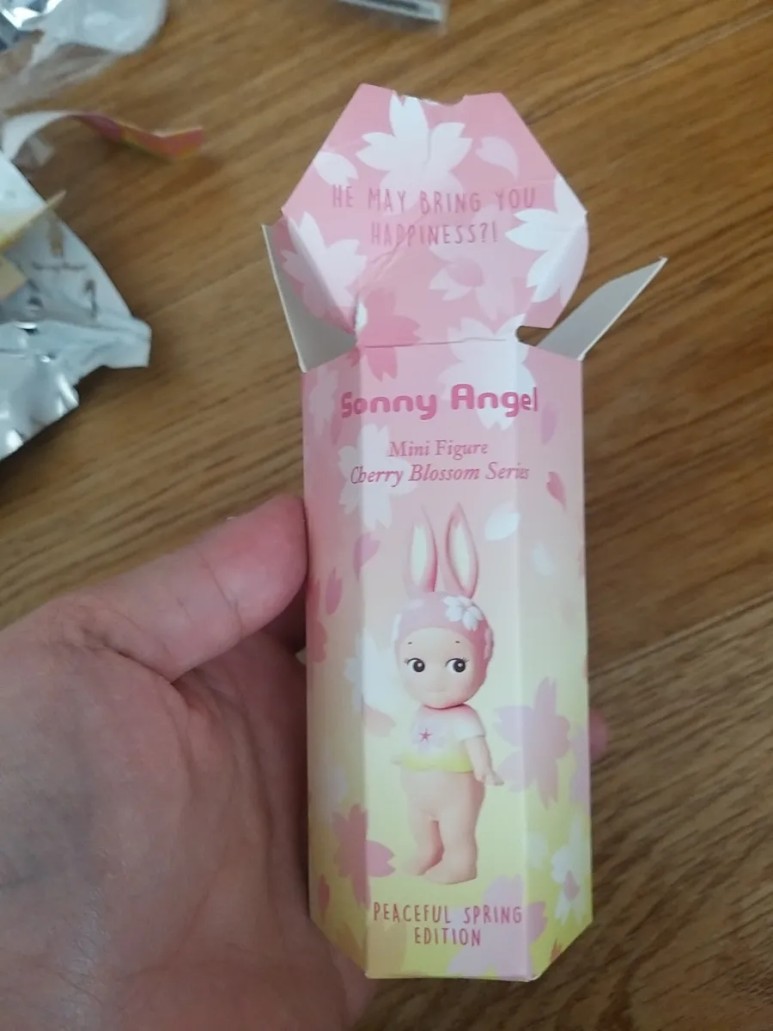 HE MAY BRING YOU
HAPPINESS?!
Sonny Angel
Mini Figure
Cherry Blossom Series
PEACEFUL SPRING
EDITION